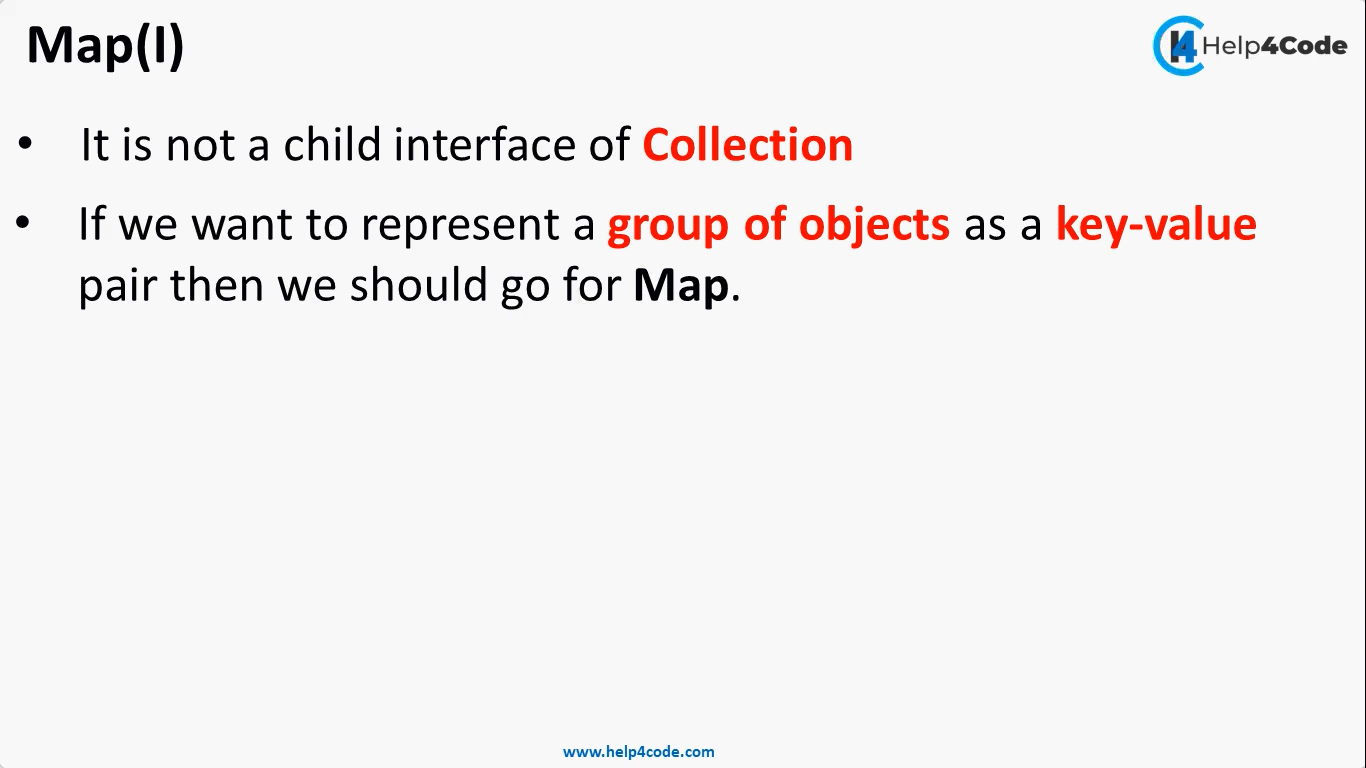 Map(I)
Help4Code
• It is not a child interface of Collection
• If we want to represent a group of objects as a key-value
pair then we should go for Map.
www.help4code.com